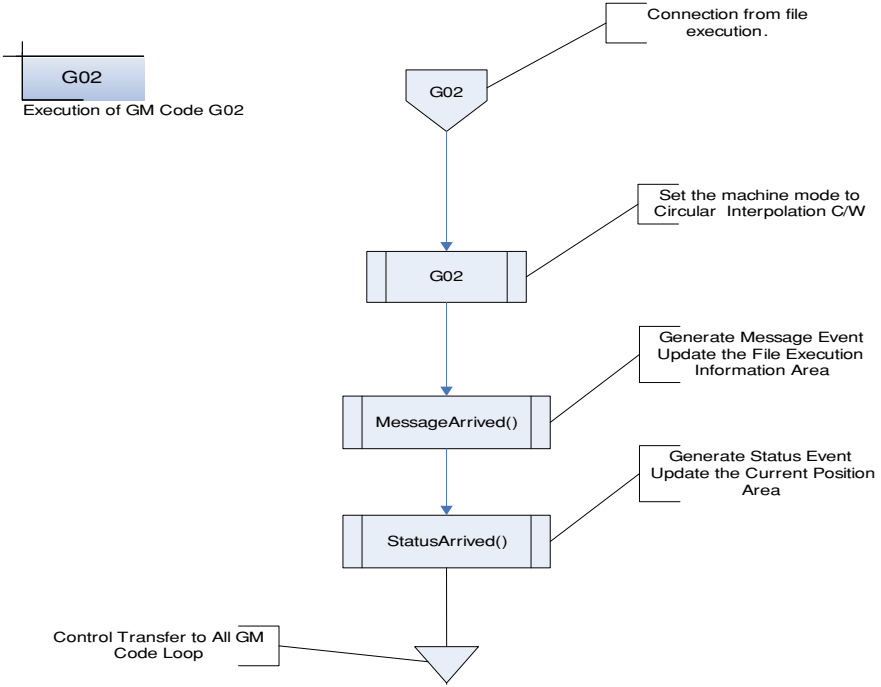 Connection from file
execution.
G02
Execution of GM Code G02
G02
Set the machine mode to
Circular Interpolation C/W
G02
Generate Message Event
Update the File Execution
Information Area
MessageArrived()
Generate Status Event
Update the Current Position
Area
StatusArrived()
Control Transfer to All GM
Code Loop